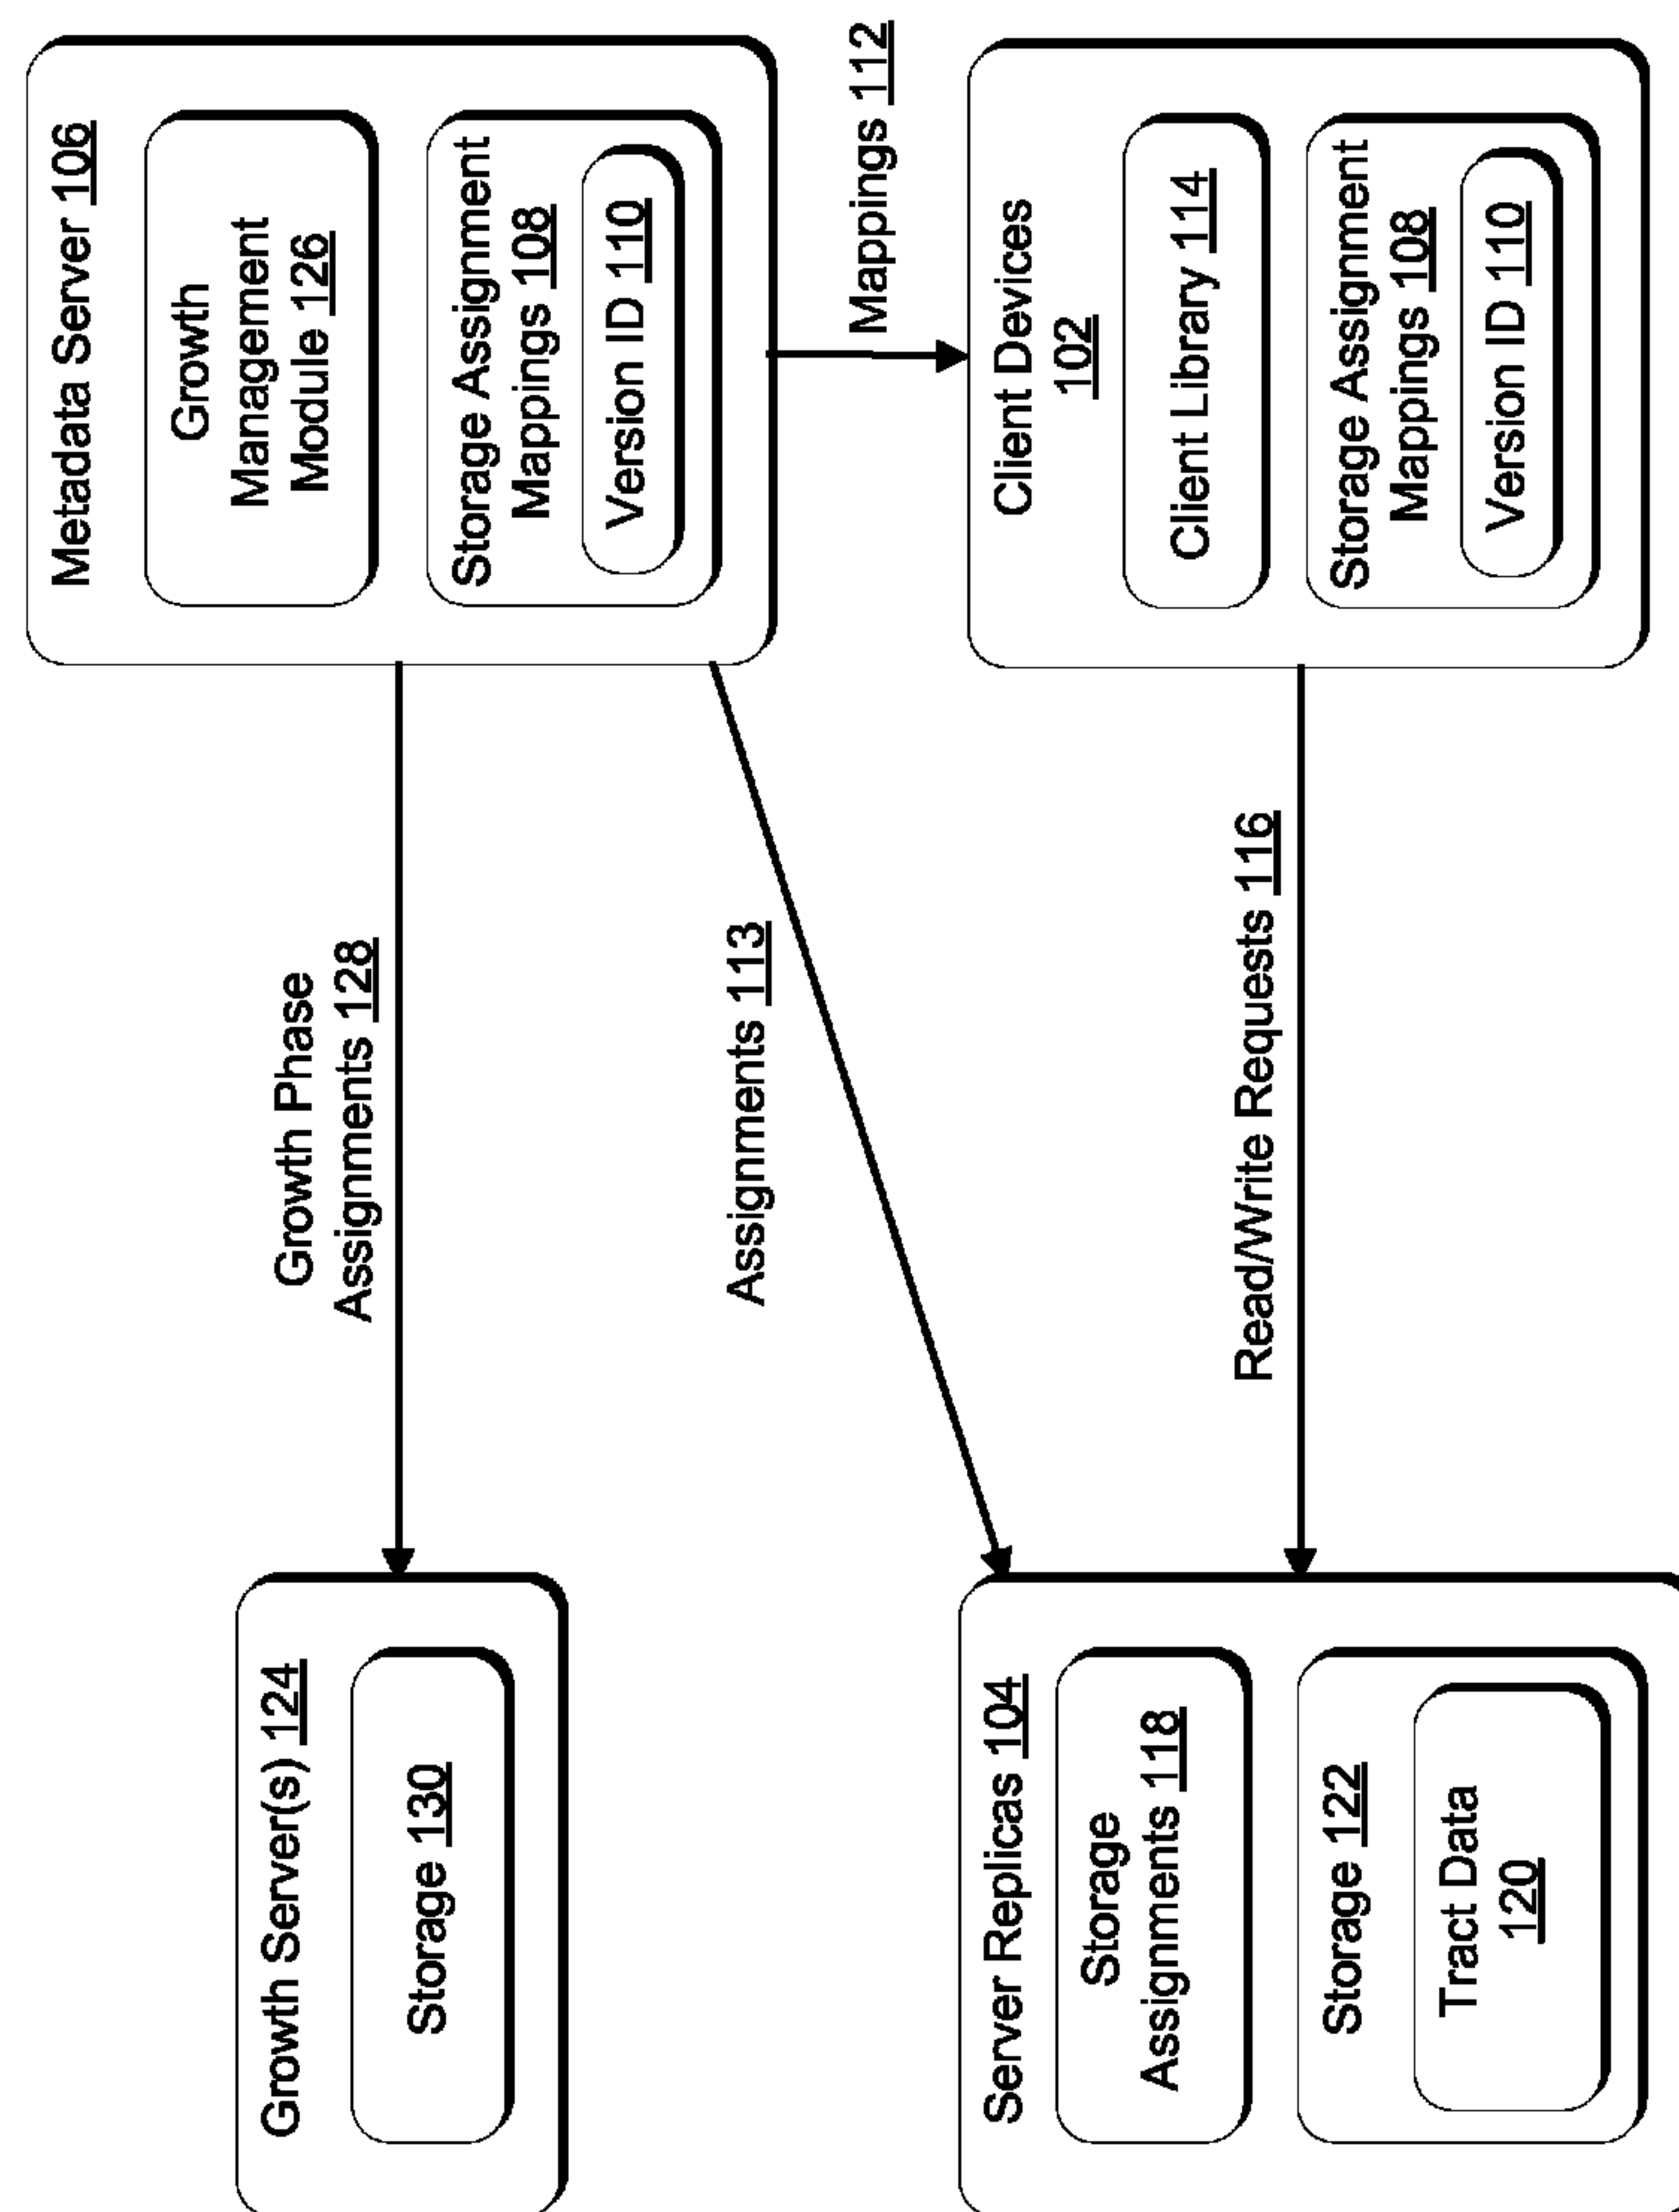 Growth Server(s) 124
Storage 130
Growth Phase
Assignments 128
Metadata Server 106
Growth
Management
Module 126
Storage Assignment
Mappings 108
Version ID 110
Assignments 113
Mappings 112
Server Replicas 104
Storage
Assignments 118
Storage 122
Tract Data
120
Read/Write Requests 116
Client Devices
102
Client Library 114
Storage Assignment
Mappings 108
Version ID 110